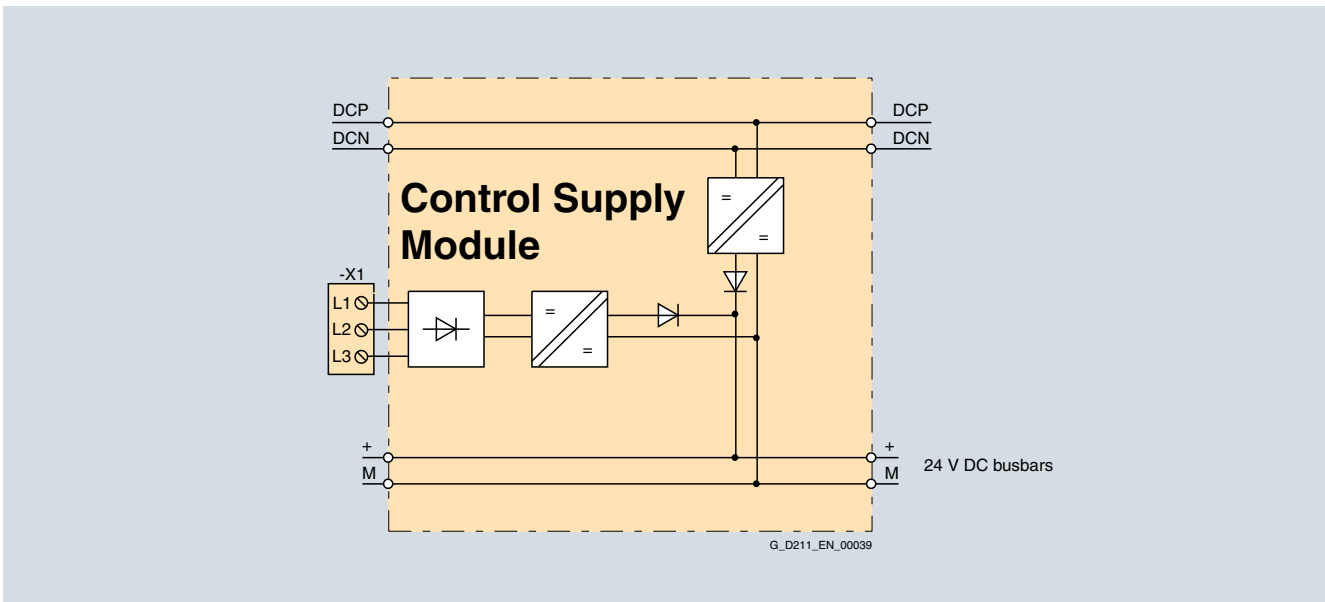 DCP
DCP
DCN
DCN
Control Supply
Module
=
=
-X1
L1
L2
L3
=
=
+
+
M
M
24 V DC busbars
G_D211_EN_00039